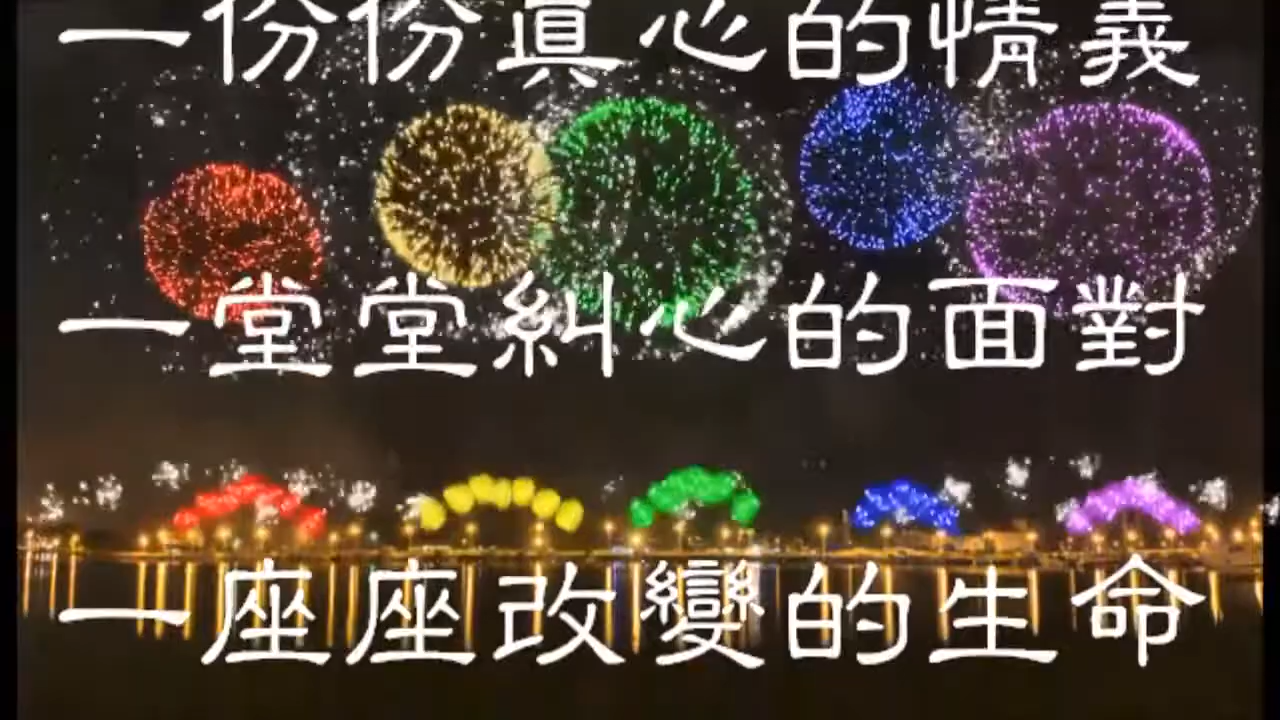 一份份真心的情義
一堂堂糾心的面對
一座座改變的生命